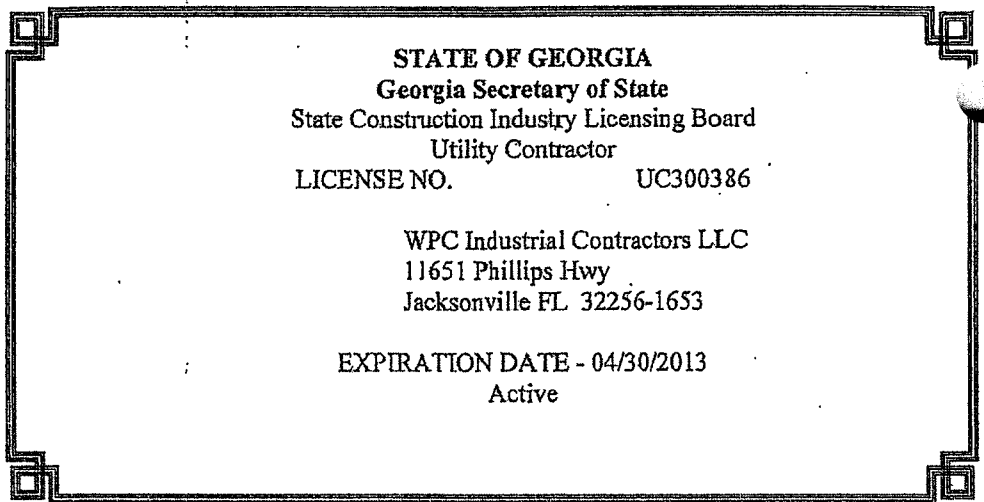 STATE OF GEORGIA
Georgia Secretary of State
State Construction Industry Licensing Board
Utility Contractor
LICENSE NO. UC300386
WPC Industrial Contractors LLC
11651 Phillips Hwy
Jacksonville FL 32256-1653
EXPIRATION DATE - 04/30/2013
Active